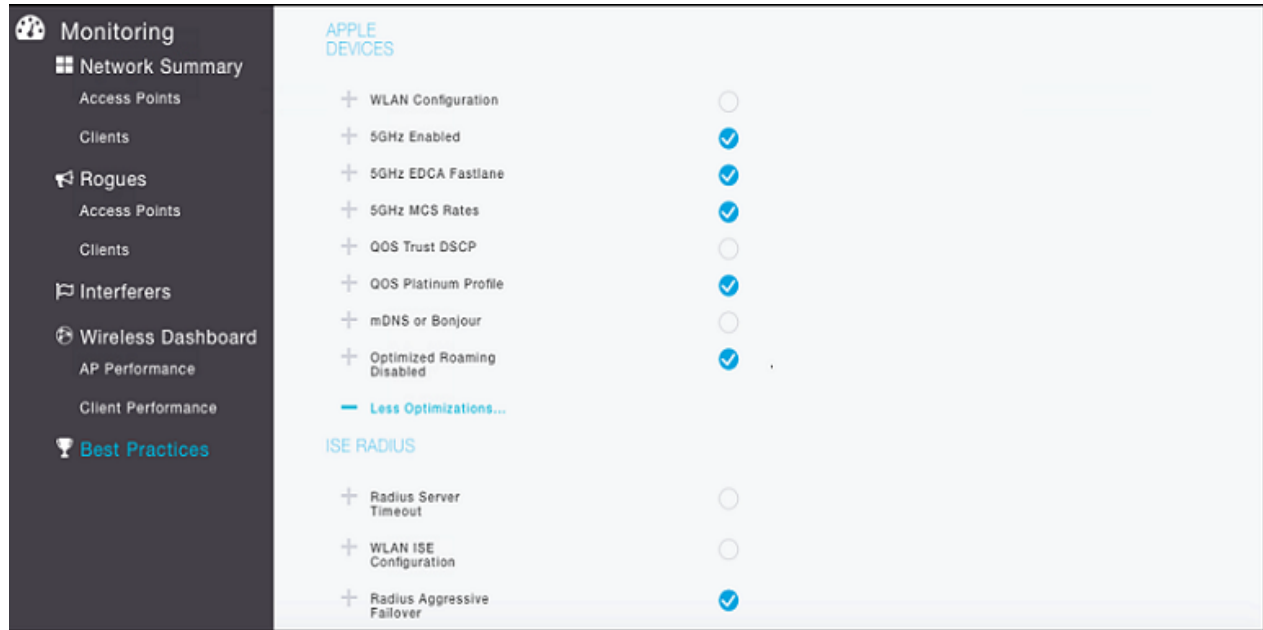 Monitoring
Network Summary
Access Points
Clients
Rogues
Access Points
Clients
Interferers
Wireless Dashboard
AP Performance
Client Performance
Best Practices
APPLE
DEVICES
WLAN Configuration
5GHz Enabled
5GHz EDCA Fastlane
5GHz MCS Rates
QOS Trust DSCP
QOS Platinum Profile
mDNS or Bonjour
Optimized Roaming
Disabled
Less Optimizations...
ISE RADIUS
Radius Server
Timeout
WLAN ISE
Configuration
Radius Aggressive
Failover